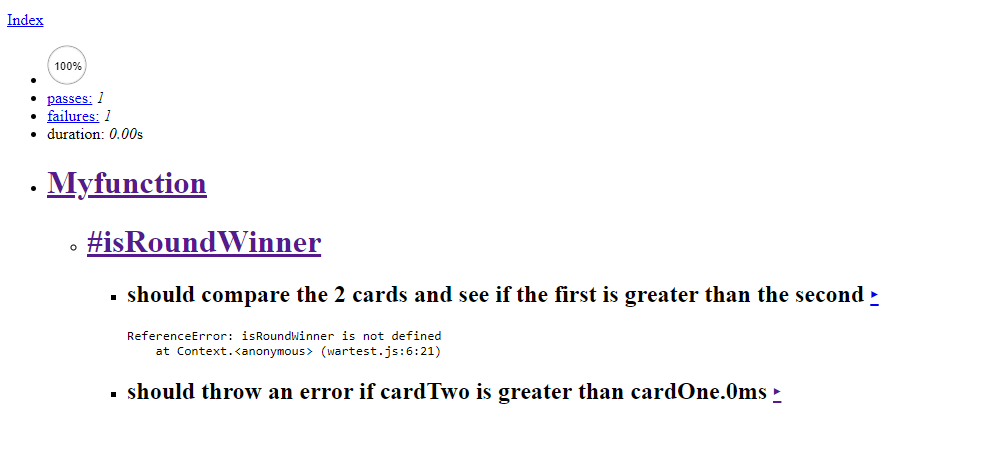 Index
100%
passes: 1
failures: 1
duration: 0.00s
Myfunction
#isRoundWinner
should compare the 2 cards and see if the first is greater than the second ‣
ReferenceError: isRoundWinner is not defined
at Context.<anonymous> (wartest.js:6:21)
should throw an error if cardTwo is greater than cardOne.0ms ‣